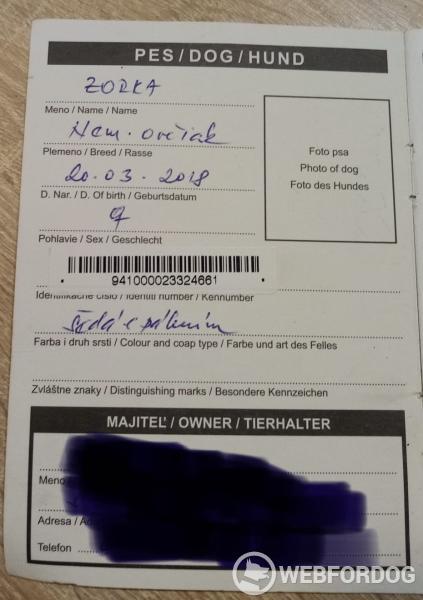 PES / DOG / HUND
ZORKA
Meno / Name / Name
Nem. ovčiak
Plemeno / Breed / Rasse
20.03.2018
D. Nar. / D. Of birth / Geburtsdatum
♀
Pohlavie / Sex / Geschlecht
Foto psa
Photo of dog
Foto des Hundes
941000023324661
Identifikačné číslo / Identifi number / Kennumber
šedá s pálením
Farba i druh srsti / Colour and coap type / Farbe und art des Felles
Zvláštne znaky / Distinguishing marks / Besondere Kennzeichen
MAJITEĽ / OWNER / TIERHALTER
Meno
Adresa / A
Telefon
WEBFORDOG